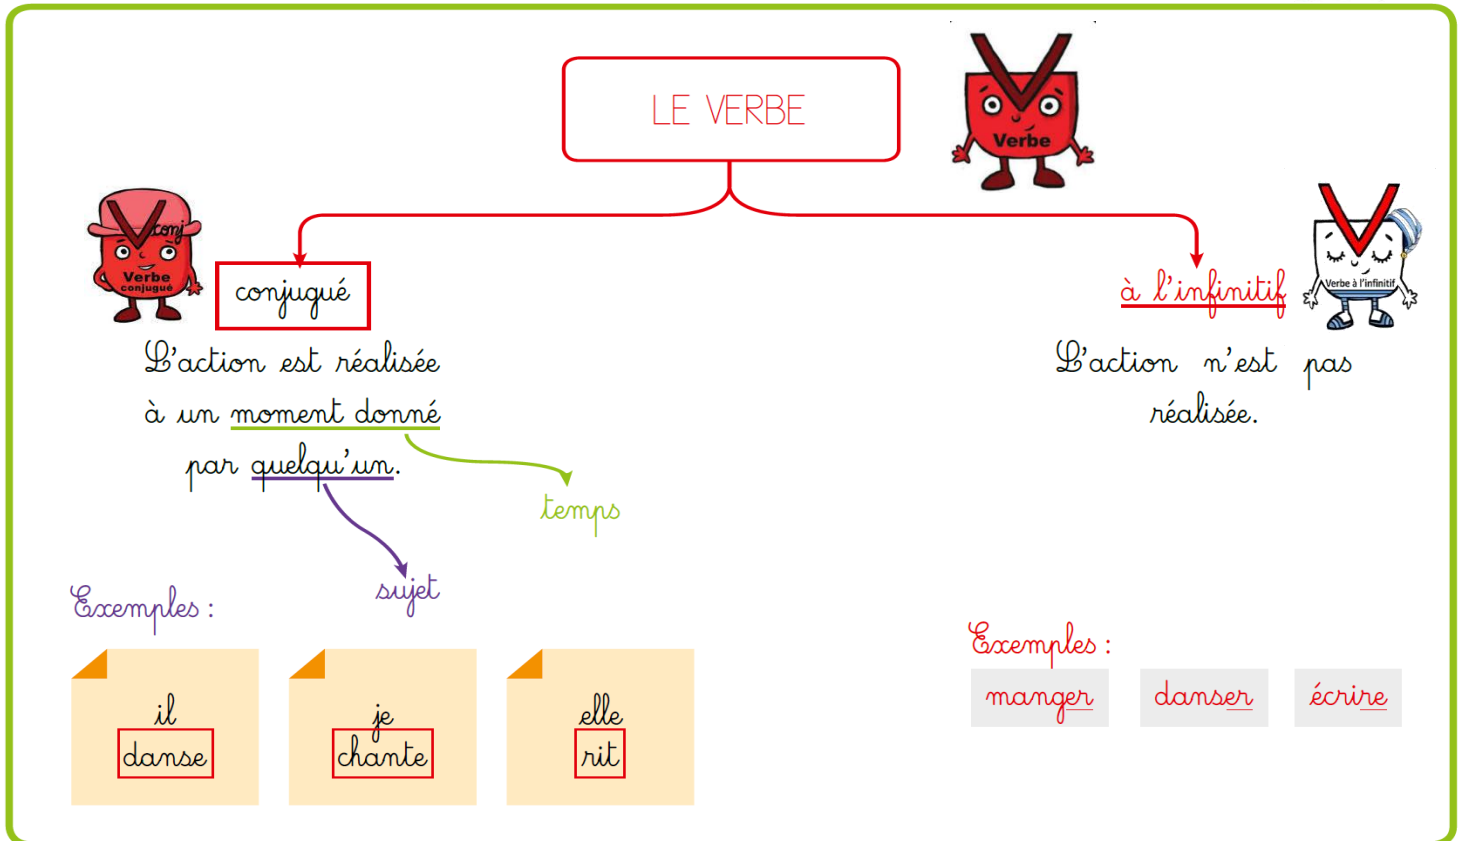 LE VERBE
Verbe
conj
Verbe
conjugué
conjugué
L'action est réalisée
à un moment donné
par quelqu'un.
temps
sujet
Exemples :
il
danse
je
chante
elle
rit
à l'infinitif
Verbe à l'infinitif
L'action n'est pas
réalisée.
Exemples :
manger danser écrire